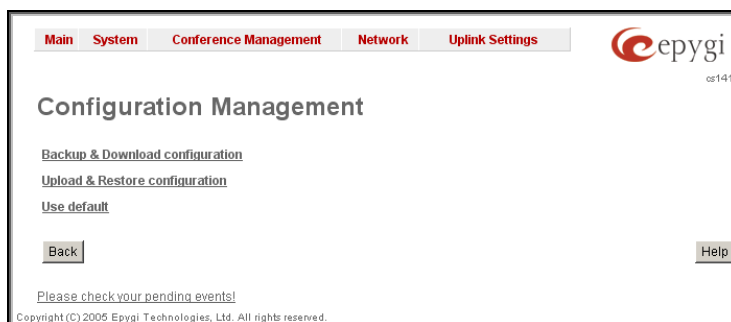 Main System Conference Management Network Uplink Settings
epygi
cs141
Configuration Management
Backup & Download configuration
Upload & Restore configuration
Use default
Back Help
Please check your pending events!
Copyright (C) 2005 Epygi Technologies, Ltd. All rights reserved.